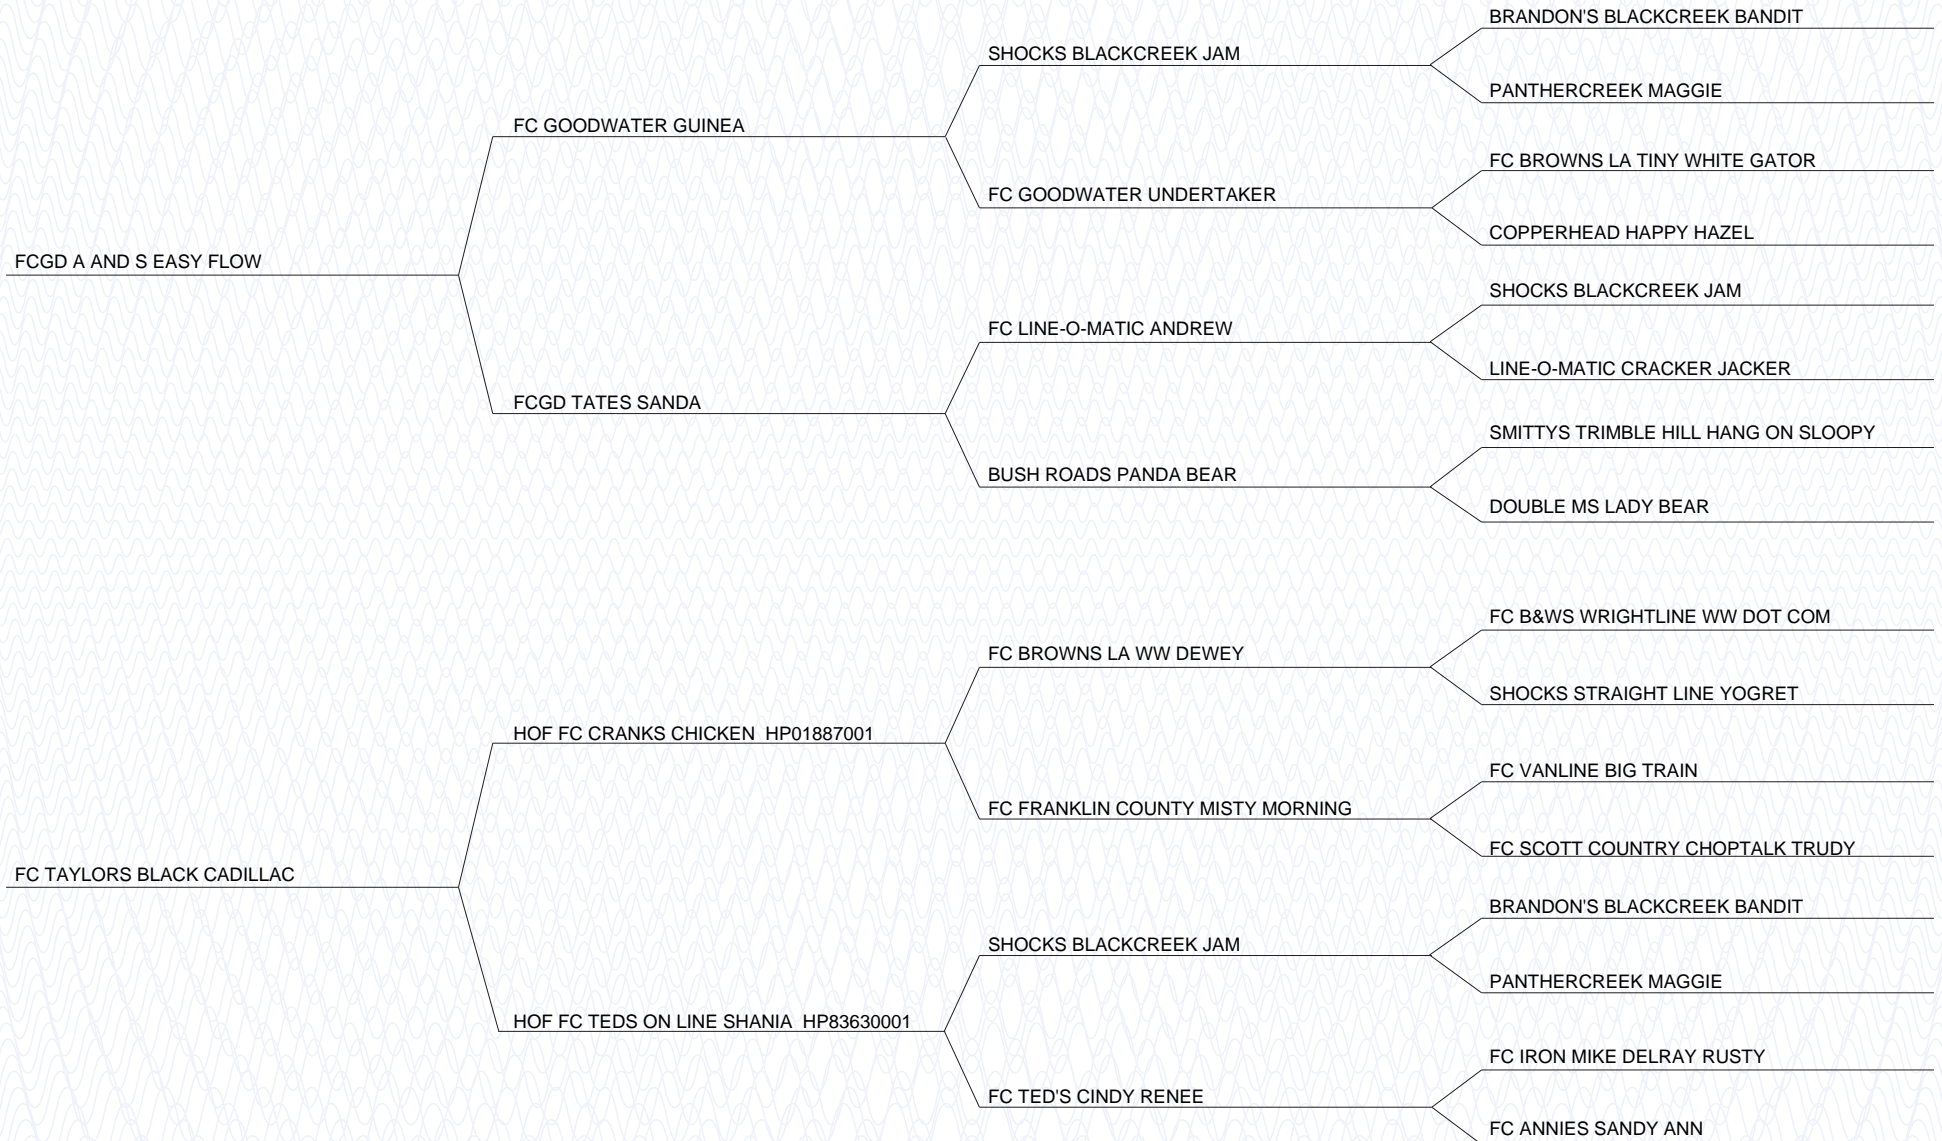 BRANDON'S BLACKCREEK BANDIT
SHOCKS BLACKCREEK JAM
PANTHERCREEK MAGGIE
FC GOODWATER GUINEA
FC BROWNS LA TINY WHITE GATOR
FC GOODWATER UNDERTAKER
COPPERHEAD HAPPY HAZEL
FCGD A AND S EASY FLOW
SHOCKS BLACKCREEK JAM
FC LINE-O-MATIC ANDREW
LINE-O-MATIC CRACKER JACKER
FCGD TATES SANDA
SMITTYS TRIMBLE HILL HANG ON SLOOPY
BUSH ROADS PANDA BEAR
DOUBLE MS LADY BEAR
FC B&WS WRIGHTLINE WW DOT COM
FC BROWNS LA WW DEWEY
SHOCKS STRAIGHT LINE YOGRET
HOF FC CRANKS CHICKEN HP01887001
FC VANLINE BIG TRAIN
FC FRANKLIN COUNTY MISTY MORNING
FC SCOTT COUNTRY CHOPTALK TRUDY
FC TAYLORS BLACK CADILLAC
BRANDON'S BLACKCREEK BANDIT
SHOCKS BLACKCREEK JAM
PANTHERCREEK MAGGIE
HOF FC TEDS ON LINE SHANIA HP83630001
FC IRON MIKE DELRAY RUSTY
FC TED'S CINDY RENEE
FC ANNIES SANDY ANN